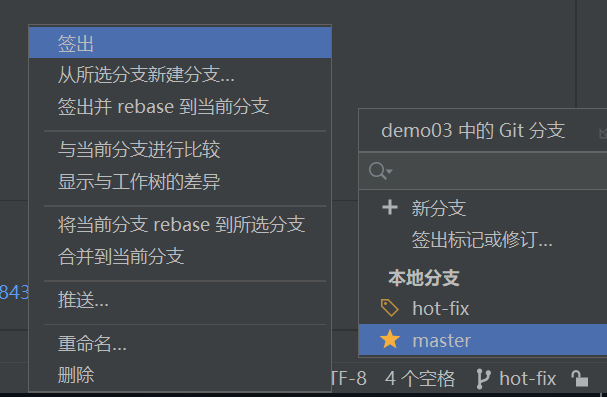 签出
从所选分支新建分支...
签出并 rebase 到当前分支
与当前分支进行比较
显示与工作树的差异
将当前分支 rebase 到所选分支
合并到当前分支
推送...
重命名...
删除
843
demo03 中的 Git 分支
新分支
签出标记或修订...
本地分支
hot-fix
master
TF-8 4 个空格 hot-fix